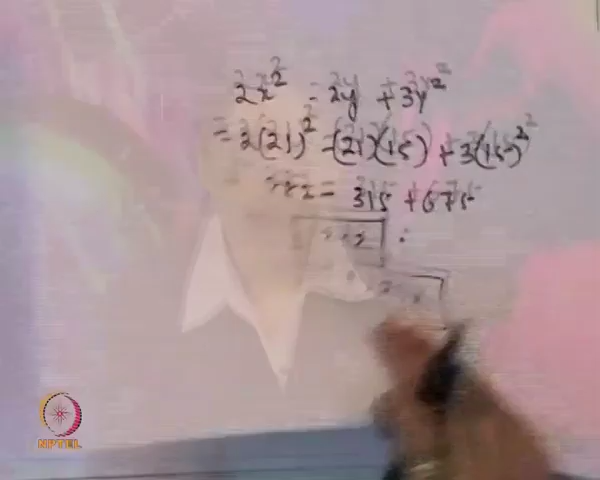 2x² - xy + 3y²
= 2(21)² - (21)(15) + 3(15)²
= 315 + 675
NPTEL